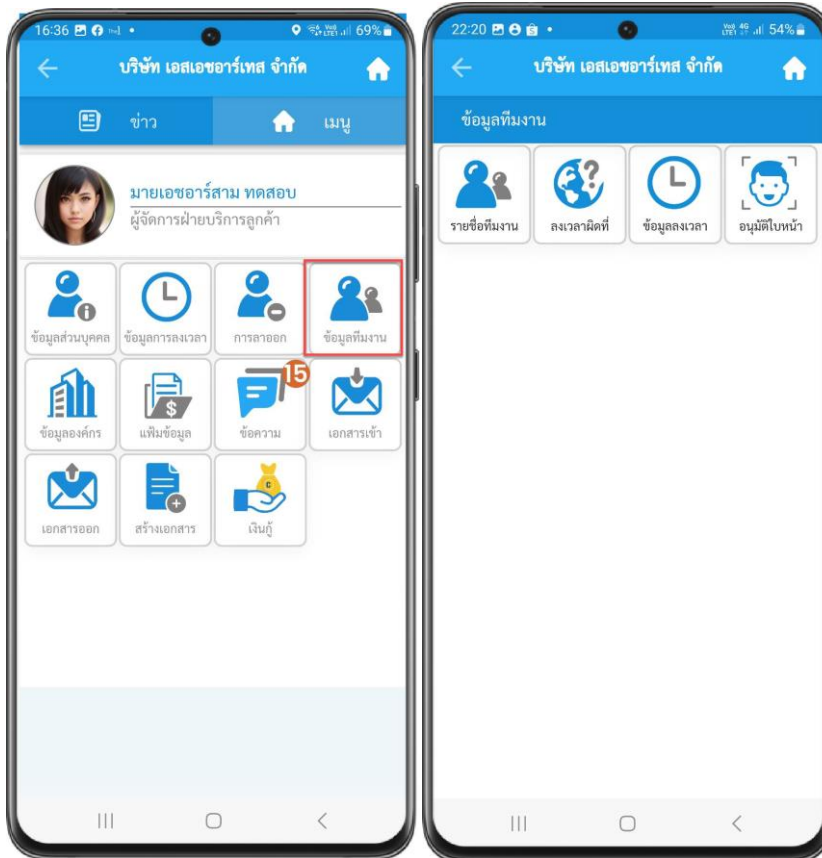 16:36
69%
บริษัท เอสเอชอาร์เทส จำกัด
ข่าว
เมนู
มายเอชอาร์สาม ทดสอบ
ผู้จัดการฝ่ายบริการลูกค้า
ข้อมูลส่วนบุคคล
ข้อมูลการลงเวลา
การลาออก
ข้อมูลทีมงาน
15
ข้อมูลองค์กร
แฟ้มข้อมูล
ข้อความ
เอกสารเข้า
เอกสารออก
สร้างเอกสาร
เงินกู้
22:20
54%
บริษัท เอสเอชอาร์เทส จำกัด
ข้อมูลทีมงาน
รายชื่อทีมงาน
ลงเวลาผิดที่
ข้อมูลลงเวลา
อนุมัติใบหน้า